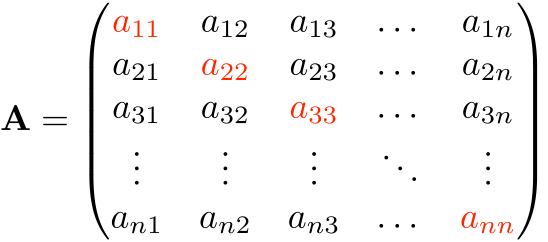 a₁₁ a₁₂ a₁₃ … a₁ₙ
a₂₁ a₂₂ a₂₃ … a₂ₙ
A = a₃₁ a₃₂ a₃₃ … a₃ₙ
⋮ ⋮ ⋮ ⋱ ⋮
aₙ₁ aₙ₂ aₙ₃ … aₙₙ